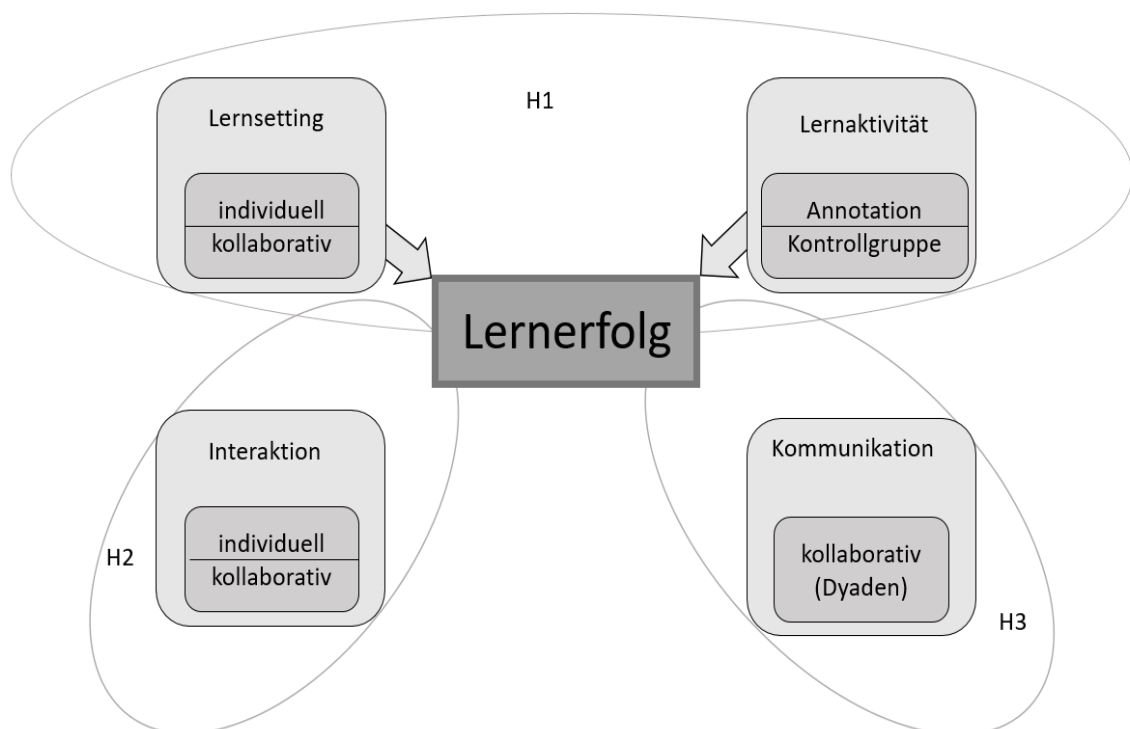 H1
Lernsetting
individuell
kollaborativ
Lernaktivität
Annotation
Kontrollgruppe
Lernerfolg
Interaktion
individuell
kollaborativ
H2
Kommunikation
kollaborativ
(Dyaden)
H3